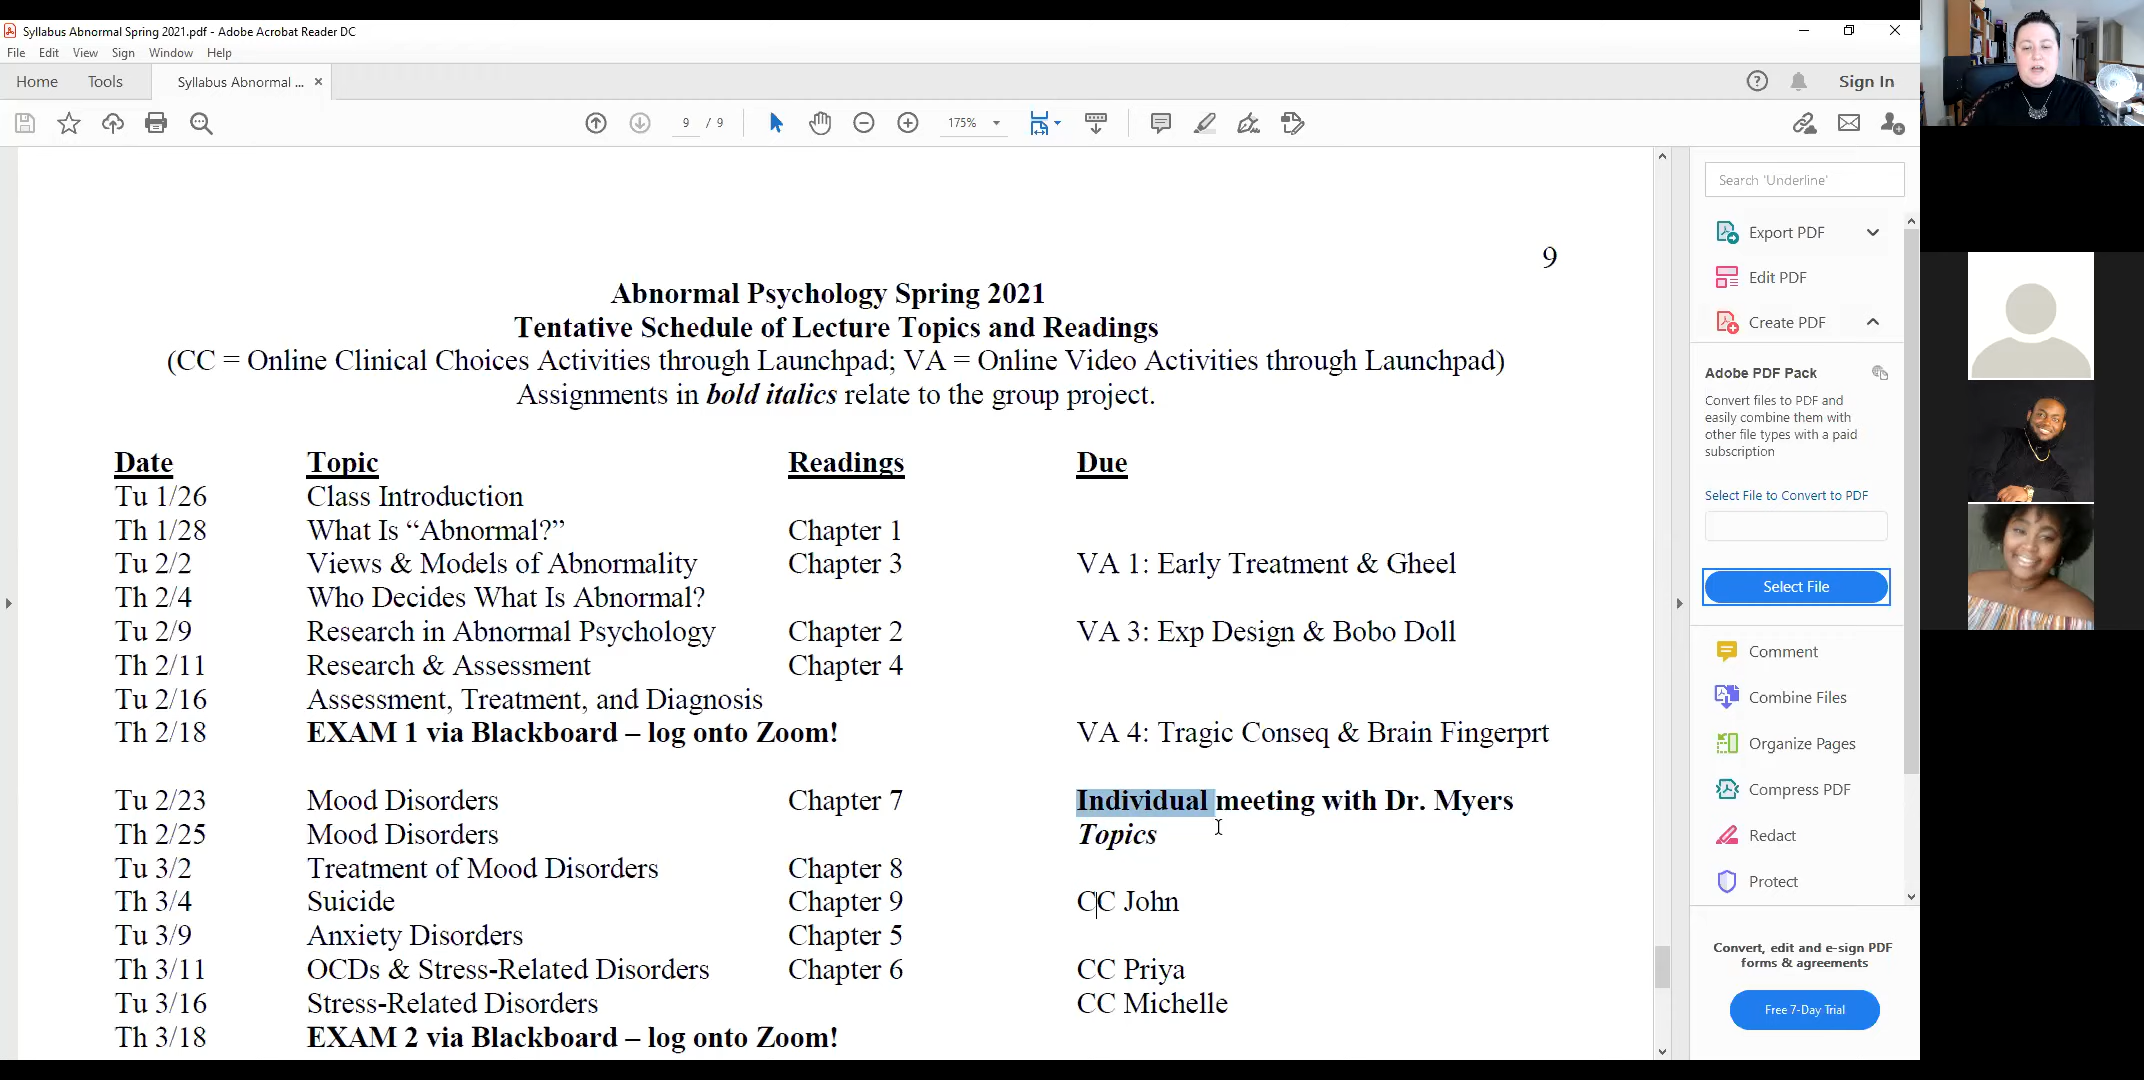 Syllabus Abnormal Spring 2021.pdf - Adobe Acrobat Reader DC
File Edit View Sign Window Help
Home Tools Syllabus Abnormal ... × Sign In
9 / 9 175%
Search 'Underline'
Export PDF
Edit PDF
Create PDF
Adobe PDF Pack
Convert files to PDF and
easily combine them with
other file types with a paid
subscription
Select File to Convert to PDF
Select File
Comment
Combine Files
Organize Pages
Compress PDF
Redact
Protect
Convert, edit and e-sign PDF
forms & agreements
Free 7-Day Trial
9
Abnormal Psychology Spring 2021
Tentative Schedule of Lecture Topics and Readings
(CC = Online Clinical Choices Activities through Launchpad; VA = Online Video Activities through Launchpad)
Assignments in bold italics relate to the group project.
Date Topic Readings Due
Tu 1/26 Class Introduction
Th 1/28 What Is “Abnormal?” Chapter 1
Tu 2/2 Views & Models of Abnormality Chapter 3 VA 1: Early Treatment & Gheel
Th 2/4 Who Decides What Is Abnormal?
Tu 2/9 Research in Abnormal Psychology Chapter 2 VA 3: Exp Design & Bobo Doll
Th 2/11 Research & Assessment Chapter 4
Tu 2/16 Assessment, Treatment, and Diagnosis
Th 2/18 EXAM 1 via Blackboard – log onto Zoom! VA 4: Tragic Conseq & Brain Fingerprt
Tu 2/23 Mood Disorders Chapter 7 Individual meeting with Dr. Myers
Th 2/25 Mood Disorders Topics
Tu 3/2 Treatment of Mood Disorders Chapter 8
Th 3/4 Suicide Chapter 9 CC John
Tu 3/9 Anxiety Disorders Chapter 5
Th 3/11 OCDs & Stress-Related Disorders Chapter 6 CC Priya
Tu 3/16 Stress-Related Disorders CC Michelle
Th 3/18 EXAM 2 via Blackboard – log onto Zoom!